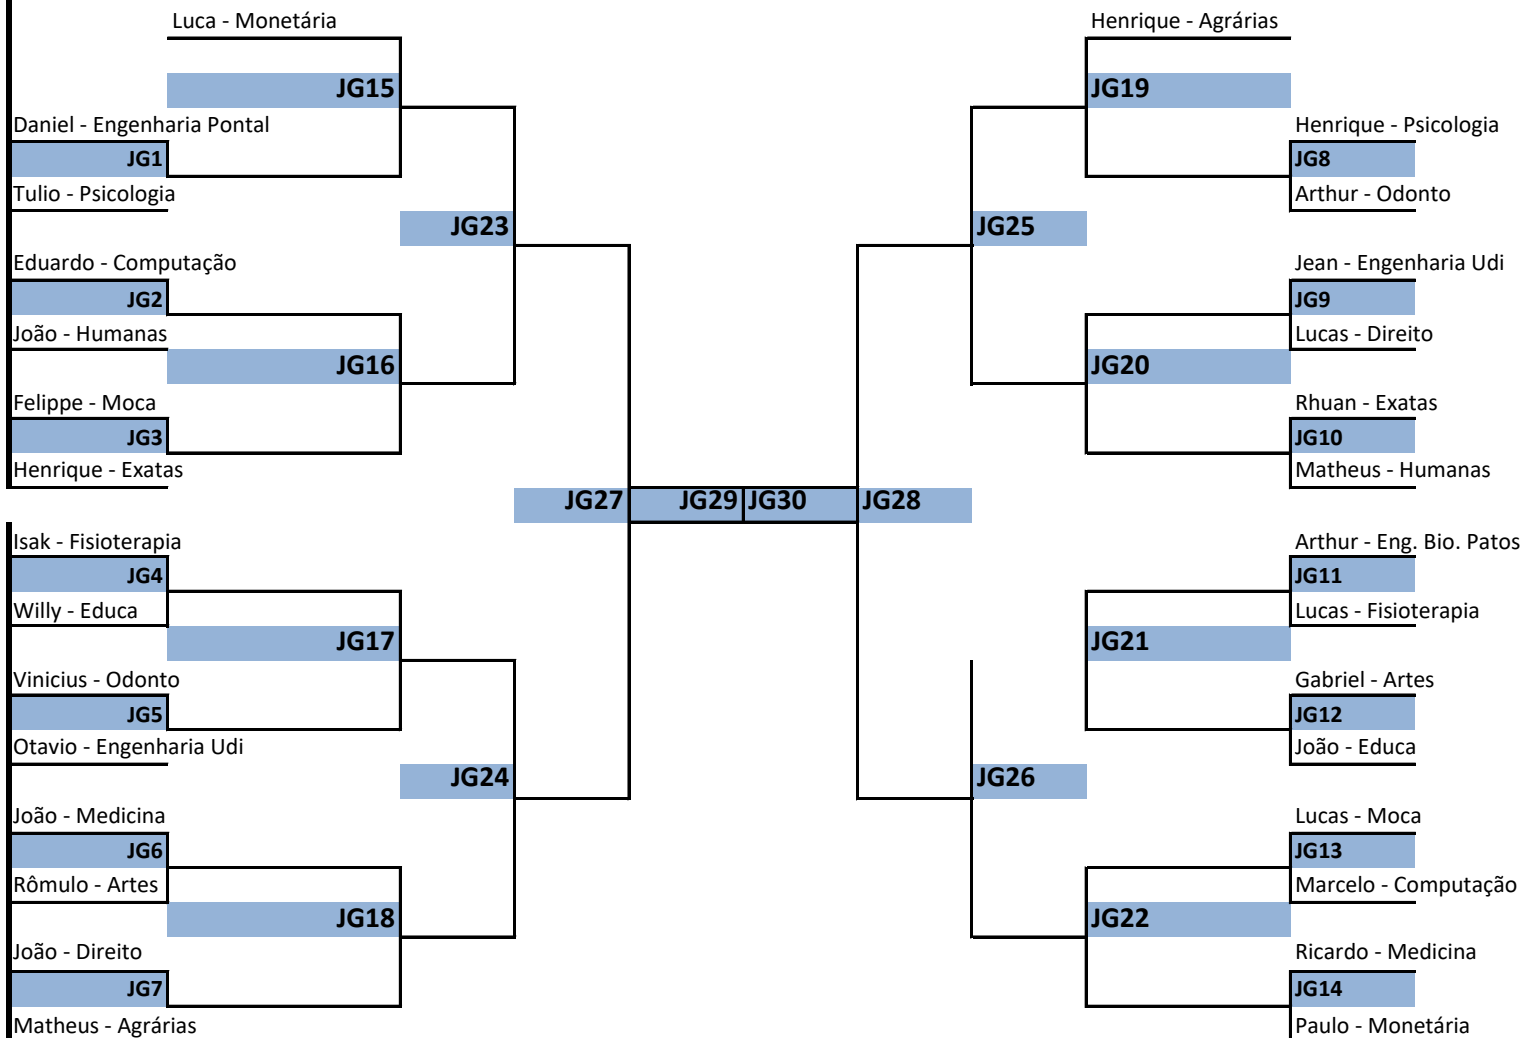 Luca - Monetária
JG15
Daniel - Engenharia Pontal
JG1
Tulio - Psicologia
JG23
Eduardo - Computação
JG2
João - Humanas
JG16
Felippe - Moca
JG3
Henrique - Exatas
JG27
JG29
JG30
JG28
Isak - Fisioterapia
JG4
Willy - Educa
JG17
Vinicius - Odonto
JG5
Otavio - Engenharia Udi
JG24
João - Medicina
JG6
Rômulo - Artes
JG18
João - Direito
JG7
Matheus - Agrárias
Henrique - Agrárias
JG19
Henrique - Psicologia
JG8
Arthur - Odonto
JG25
Jean - Engenharia Udi
JG9
Lucas - Direito
JG20
Rhuan - Exatas
JG10
Matheus - Humanas
Arthur - Eng. Bio. Patos
JG11
Lucas - Fisioterapia
JG21
Gabriel - Artes
JG12
João - Educa
JG26
Lucas - Moca
JG13
Marcelo - Computação
JG22
Ricardo - Medicina
JG14
Paulo - Monetária